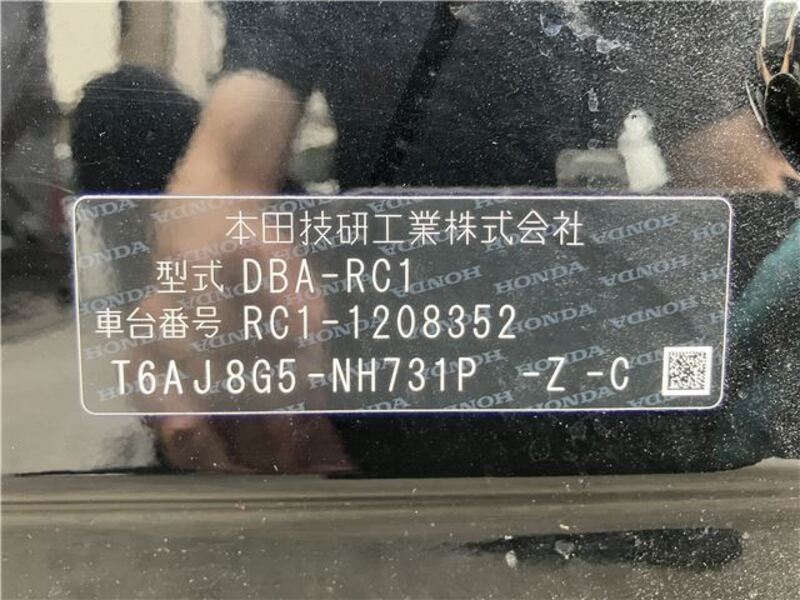 本田技研工業株式会社
型式 DBA-RC1
車台番号 RC1-1208352
T6AJ8G5-NH731P -Z-C